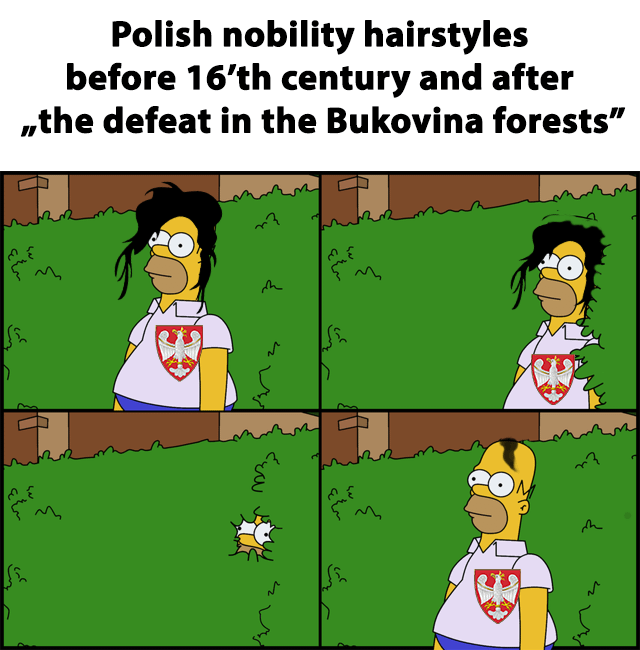 Polish nobility hairstyles
before 16’th century and after
„the defeat in the Bukovina forests”